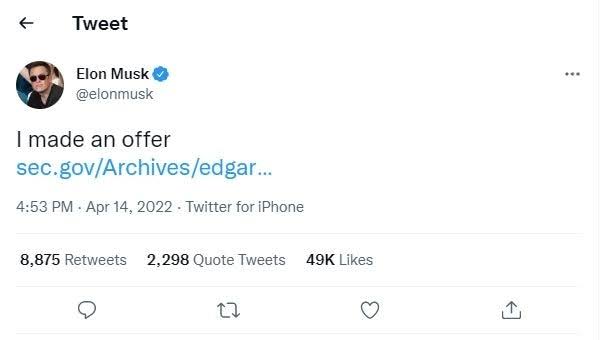 Tweet
Elon Musk
@elonmusk
I made an offer
sec.gov/Archives/edgar...
4:53 PM · Apr 14, 2022 · Twitter for iPhone
8,875 Retweets 2,298 Quote Tweets 49K Likes